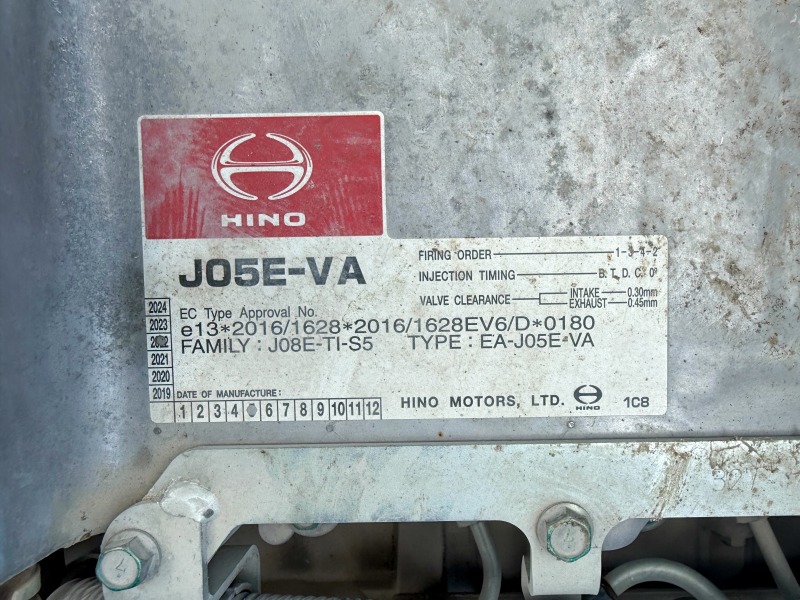 HINO
J05E-VA
FIRING ORDER 1-3-4-2
INJECTION TIMING B.T.D.C. 0°
VALVE CLEARANCE INTAKE 0.30mm
EXHAUST 0.45mm
EC Type Approval No.
e13*2016/1628*2016/1628EV6/D*0180
FAMILY : J08E-TI-S5 TYPE : EA-J05E-VA
2024
2023
2022
2021
2020
2019
DATE OF MANUFACTURE :
1 2 3 4 6 7 8 9 10 11 12
HINO MOTORS, LTD. HINO 1C8
7
327